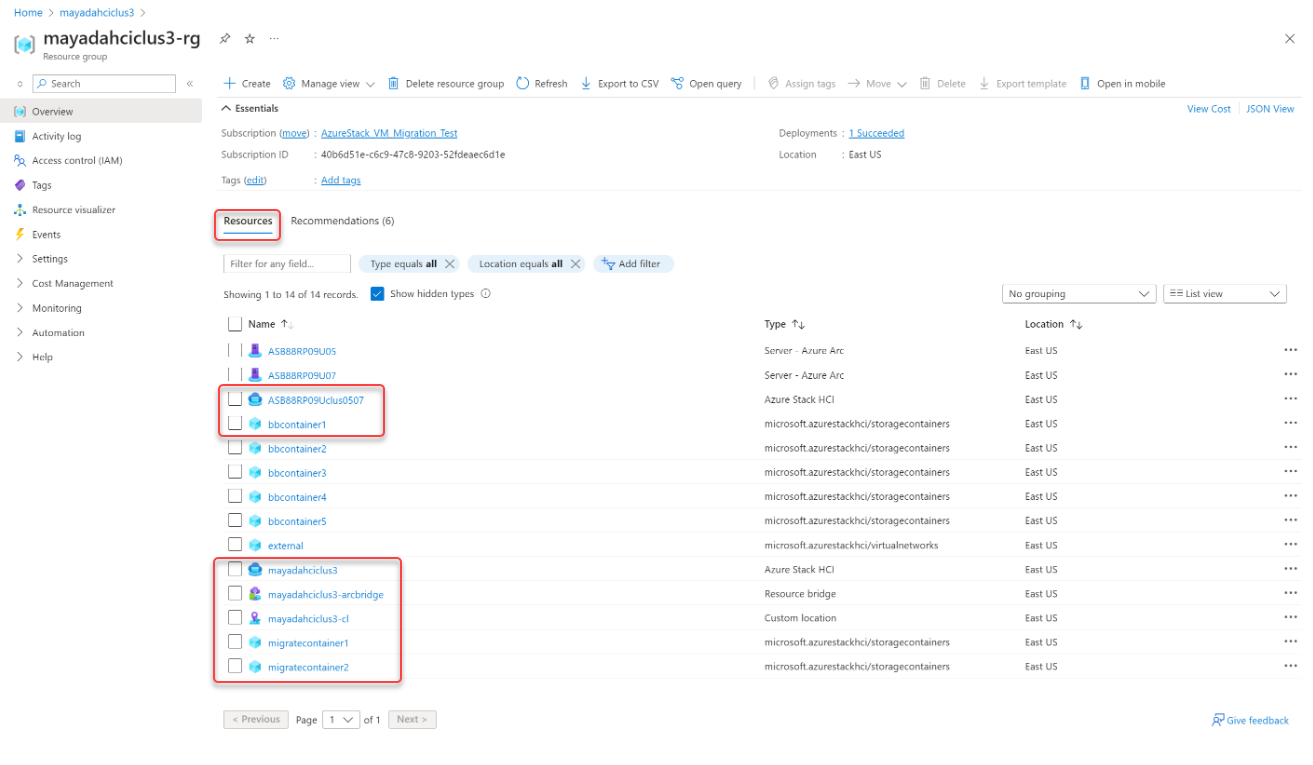 Home > mayadahciclus3 >
mayadahciclus3-rg
Resource group
Search
Create Manage view Delete resource group Refresh Export to CSV Open query Assign tags Move Delete Export template Open in mobile
Overview
Activity log
Access control (IAM)
Tags
Resource visualizer
Events
Settings
Cost Management
Monitoring
Automation
Help
Essentials
View Cost JSON View
Subscription (move) : AzureStack_VM_Migration_Test
Deployments : 1 Succeeded
Subscription ID : 40b6d51e-c6c9-47c8-9203-52fdeaec6d1e
Location : East US
Tags (edit) : Add tags
Resources Recommendations (6)
Filter for any field... Type equals all Location equals all Add filter
Showing 1 to 14 of 14 records. Show hidden types
No grouping List view
Name Type Location
ASB88RP09U05 Server - Azure Arc East US
ASB88RP09U07 Server - Azure Arc East US
ASB88RP09Uclus0507 Azure Stack HCI East US
bbcontainer1 microsoft.azurestackhci/storagecontainers East US
bbcontainer2 microsoft.azurestackhci/storagecontainers East US
bbcontainer3 microsoft.azurestackhci/storagecontainers East US
bbcontainer4 microsoft.azurestackhci/storagecontainers East US
bbcontainer5 microsoft.azurestackhci/storagecontainers East US
external microsoft.azurestackhci/virtualnetworks East US
mayadahciclus3 Azure Stack HCI East US
mayadahciclus3-arcbridge Resource bridge East US
mayadahciclus3-cl Custom location East US
migratecontainer1 microsoft.azurestackhci/storagecontainers East US
migratecontainer2 microsoft.azurestackhci/storagecontainers East US
< Previous Page 1 of 1 Next >
Give feedback